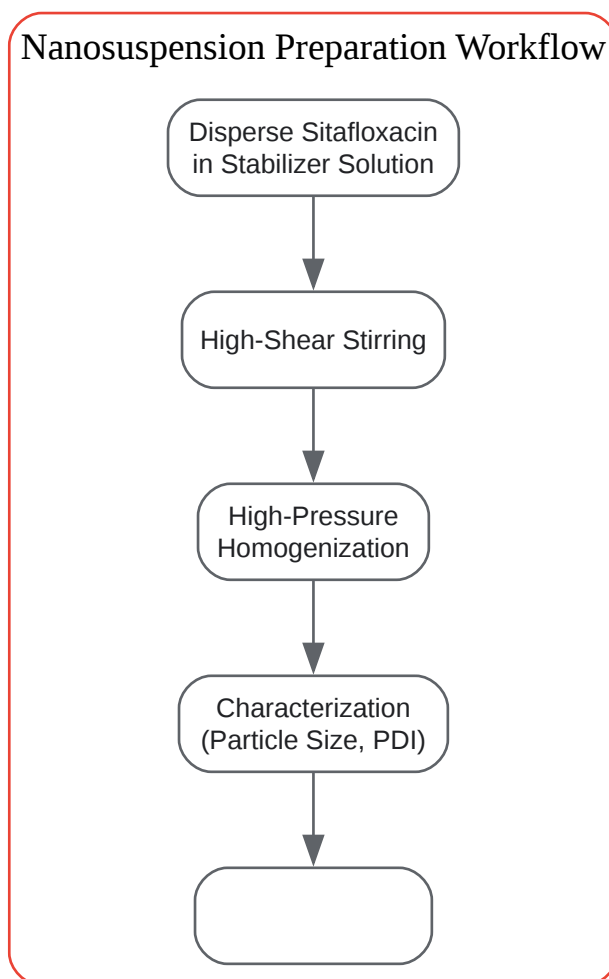 Nanosuspension Preparation Workflow
Disperse Sitafloxacin
in Stabilizer Solution
High-Shear Stirring
High-Pressure
Homogenization
Characterization
(Particle Size, PDI)